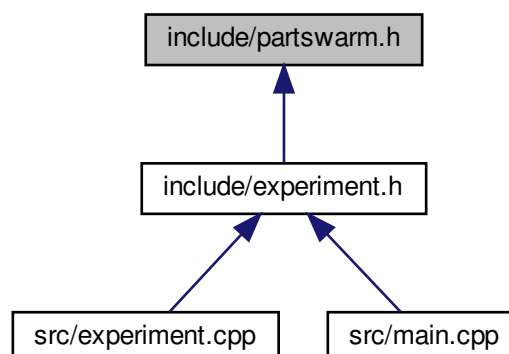 include/partswarm.h
include/experiment.h
src/experiment.cpp
src/main.cpp